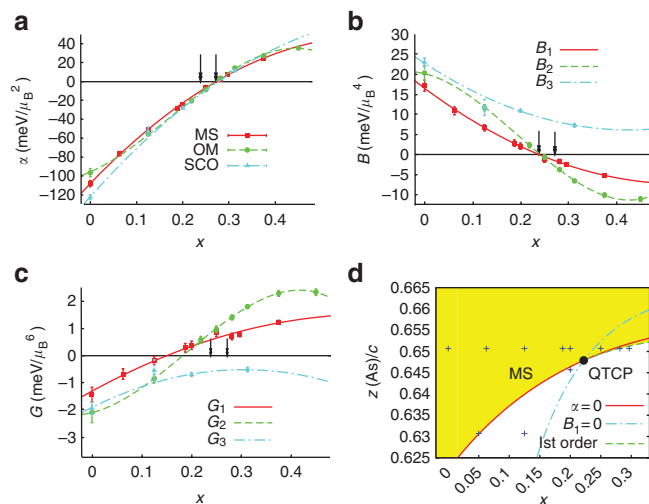 a
α (meV/μB²)
40
20
0
−20
−40
−60
−80
−100
−120
MS
OM
SCO
0 0.1 0.2 0.3 0.4
x
b
B (meV/μB⁴)
30
25
20
15
10
5
0
−5
−10
B1
B2
B3
0 0.1 0.2 0.3 0.4
x
c
G (meV/μB⁶)
2
1
0
−1
−2
−3
G1
G2
G3
0 0.1 0.2 0.3 0.4
x
d
z (As)/c
0.665
0.66
0.655
0.65
0.645
0.64
0.635
0.63
0.625
MS
QTCP
α = 0
B1 = 0
1st order
0 0.05 0.1 0.15 0.2 0.25 0.3
x